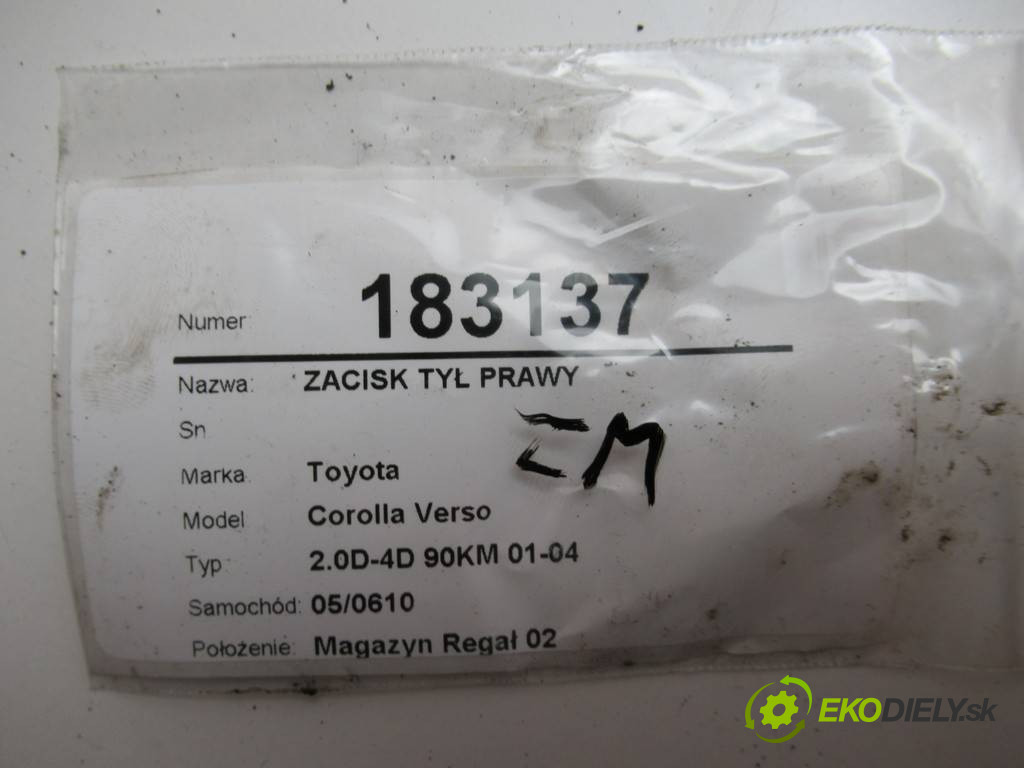 Numer 183137
Nazwa: ZACISK TYŁ PRAWY
Sn
Marka Toyota
Model Corolla Verso
Typ 2.0D-4D 90KM 01-04
Samochód: 05/0610
Położenie: Magazyn Regał 02
EKODIELY.sk